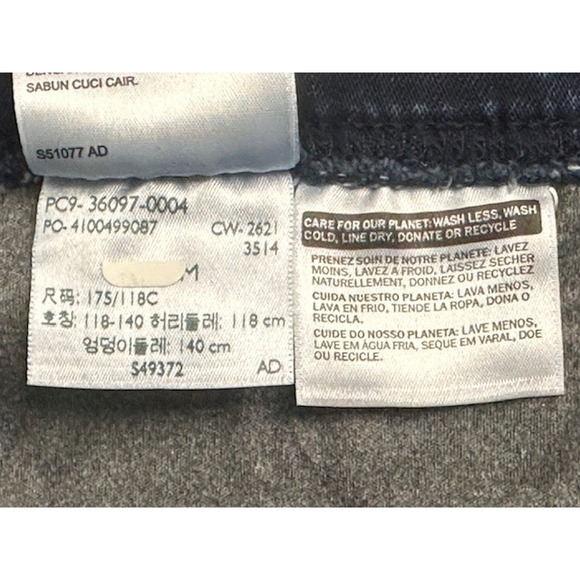 SABUN CUCI CAIR.
S51077 AD
PC9- 36097-0004
PO- 4100499087 CW- 2621
3514
M
尺码: 175/118C
호칭: 118-140 허리둘레: 118 cm
엉덩이둘레: 140 cm
S49372 AD
CARE FOR OUR PLANET: WASH LESS, WASH
COLD, LINE DRY, DONATE OR RECYCLE
PRENEZ SOIN DE NOTRE PLANETE: LAVEZ
MOINS, LAVEZ A FROID, LAISSEZ SECHER
NATURELLEMENT, DONNEZ OU RECYCLEZ
CUIDA NUESTRO PLANETA: LAVA MENOS,
LAVA EN FRIO, TIENDE LA ROPA, DONA O
RECICLA.
CUIDE DO NOSSO PLANETA: LAVE MENOS,
LAVE EM ÁGUA FRIA, SEQUE EM VARAL, DOE
OU RECICLE.